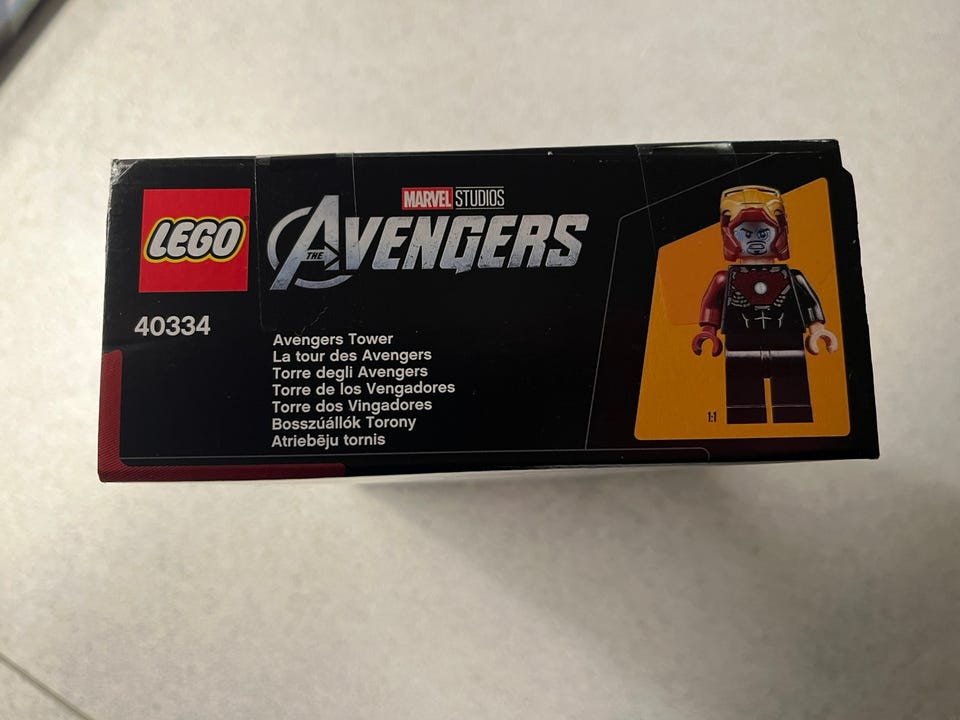 LEGO
MARVEL STUDIOS
THE AVENGERS
40334
Avengers Tower
La tour des Avengers
Torre degli Avengers
Torre de los Vengadores
Torre dos Vingadores
Bosszúállók Torony
Atriebēju tornis
1:1